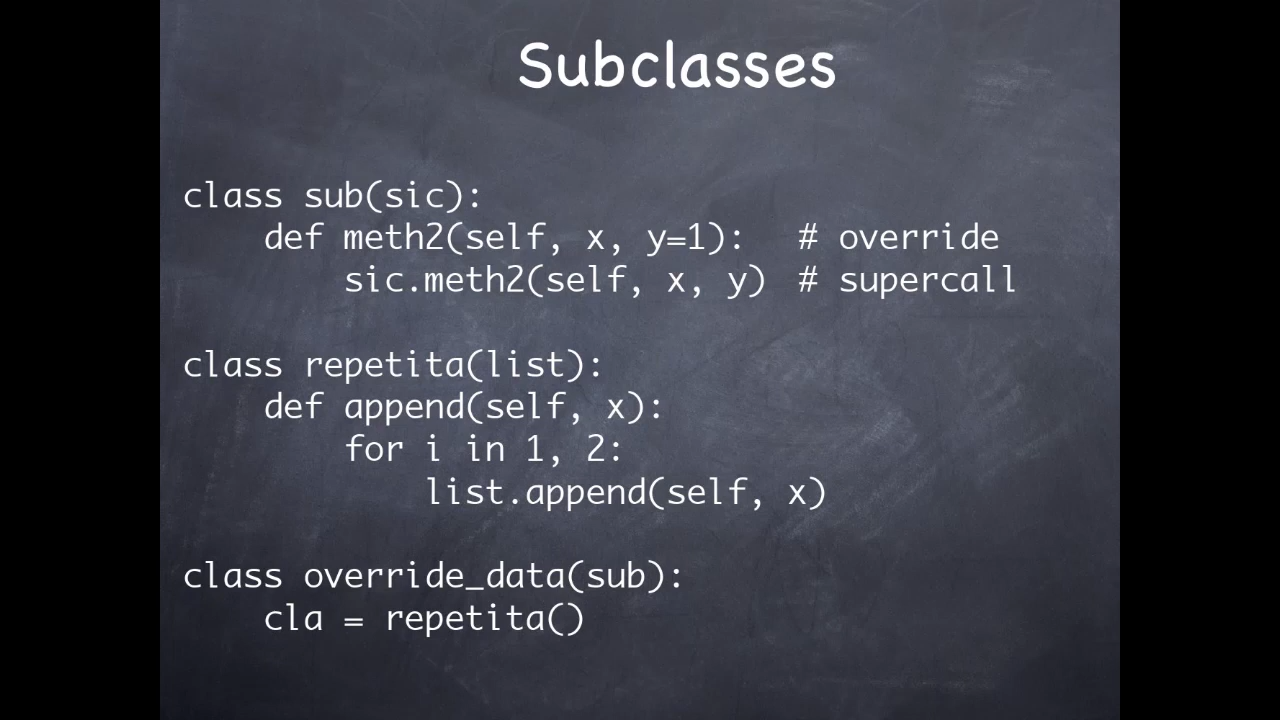 Subclasses
class sub(sic):
    def meth2(self, x, y=1):   # override
        sic.meth2(self, x, y)  # supercall
class repetita(list):
    def append(self, x):
        for i in 1, 2:
            list.append(self, x)
class override_data(sub):
    cla = repetita()